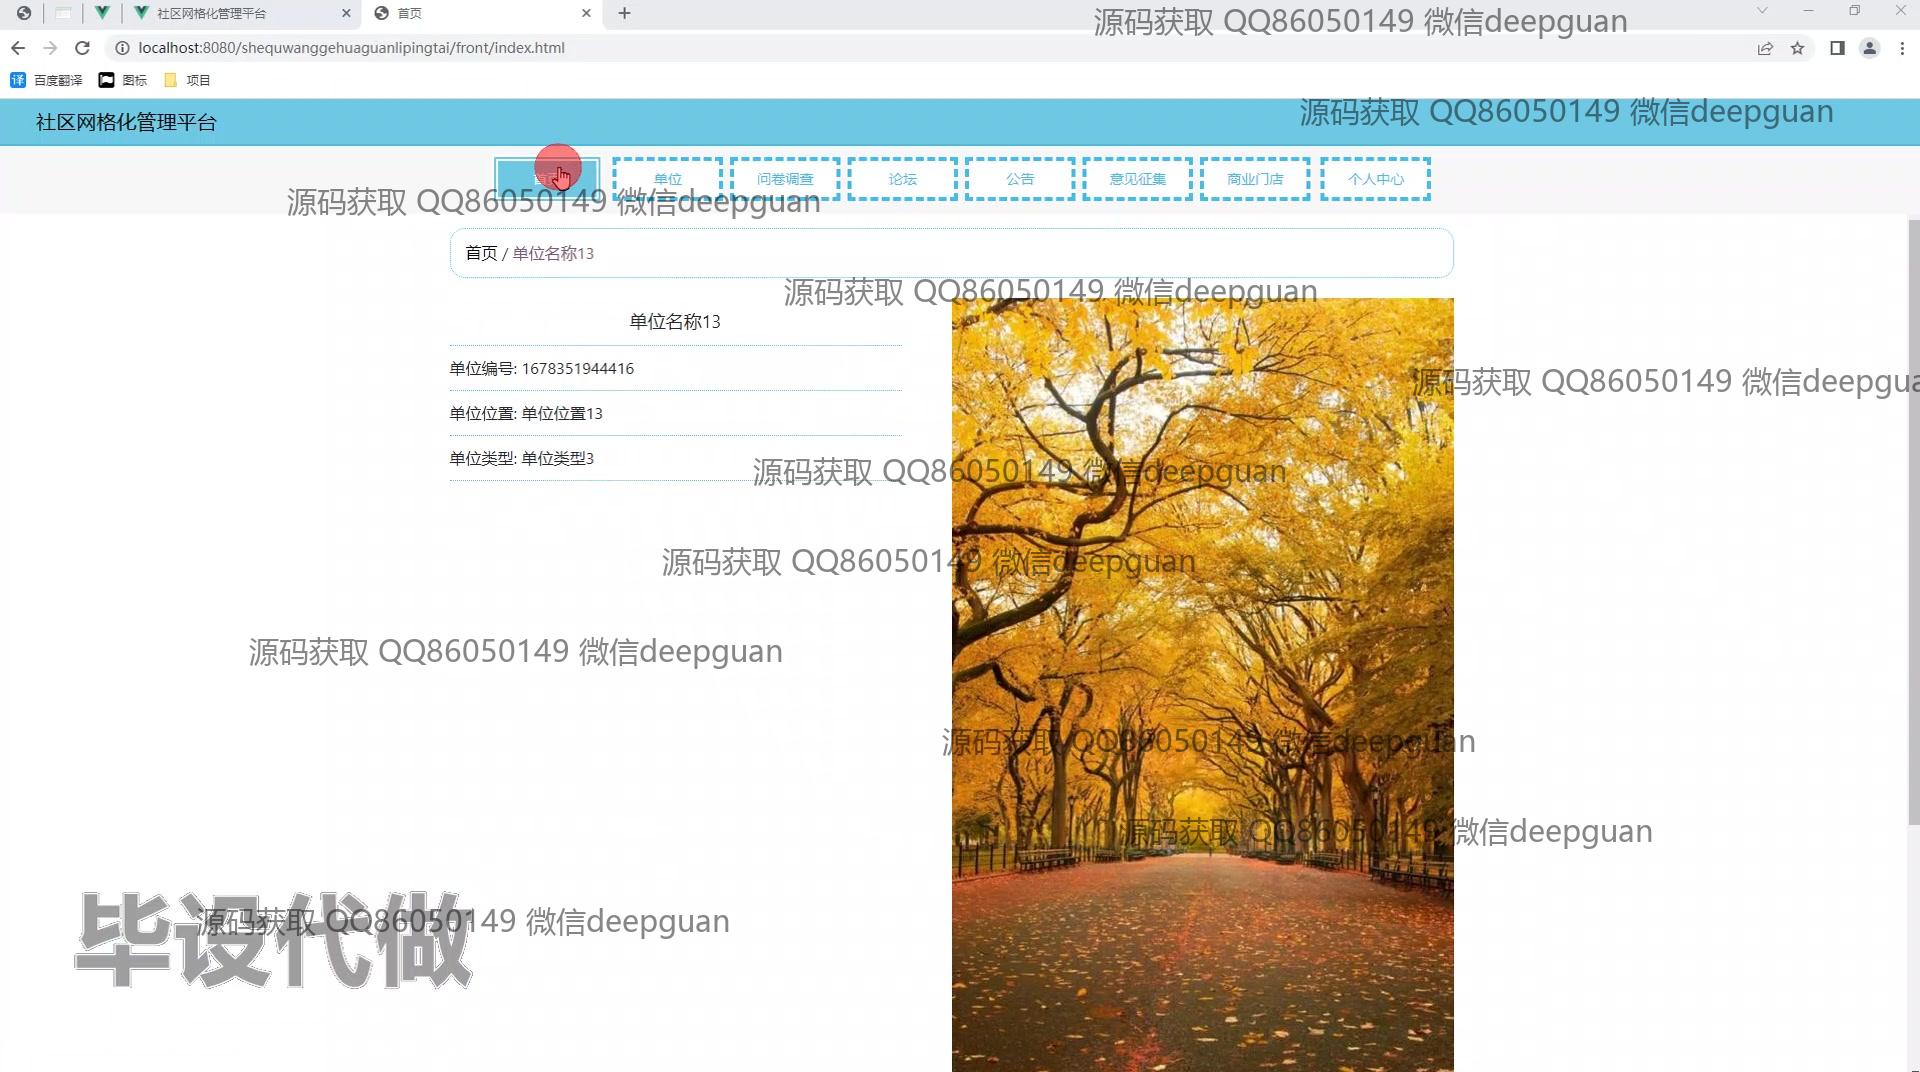 社区网格化管理平台
首页
源码获取 QQ86050149 微信deepguan
localhost:8080/shequwanggehuaguanlipingtai/front/index.html
译 百度翻译 图标 项目
社区网格化管理平台
源码获取 QQ86050149 微信deepguan
单位 问卷调查 论坛 公告 意见征集 商业门店 个人中心
源码获取 QQ86050149 微信deepguan
首页 / 单位名称13
源码获取 QQ86050149 微信deepguan
单位名称13
单位编号: 1678351944416
源码获取 QQ86050149 微信deepgua
单位位置: 单位位置13
单位类型: 单位类型3
源码获取 QQ86050149 微信deepguan
源码获取 QQ86050149 微信deepguan
源码获取 QQ86050149 微信deepguan
源码获取 QQ86050149 微信deepguan
源码获取 QQ86050149 微信deepguan
源码获取 QQ86050149 微信deepguan
毕设代做